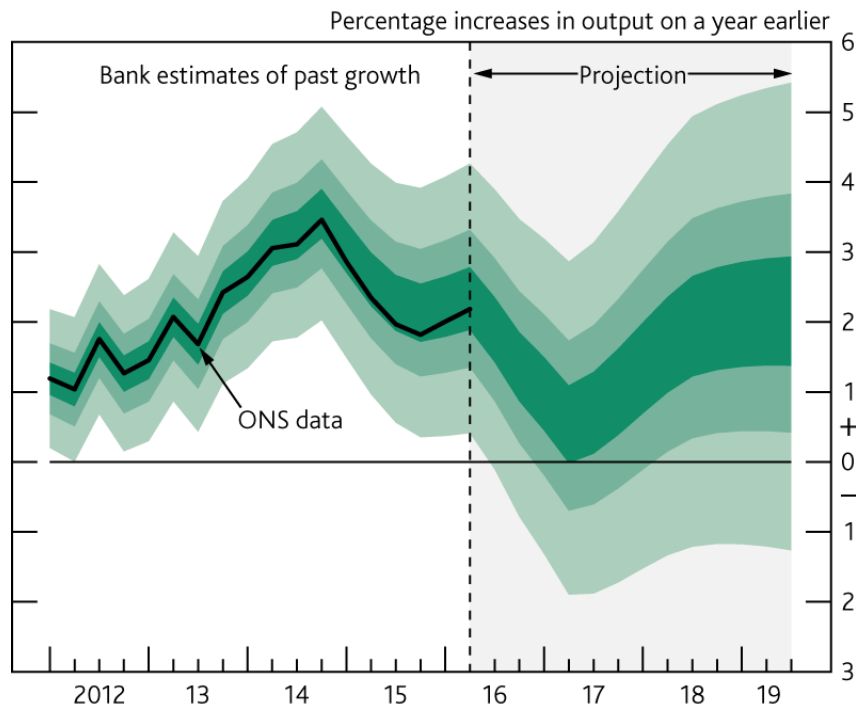 Percentage increases in output on a year earlier
Bank estimates of past growth
Projection
ONS data
6
5
4
3
2
1
+
0
–
1
2
3
2012 13 14 15 16 17 18 19